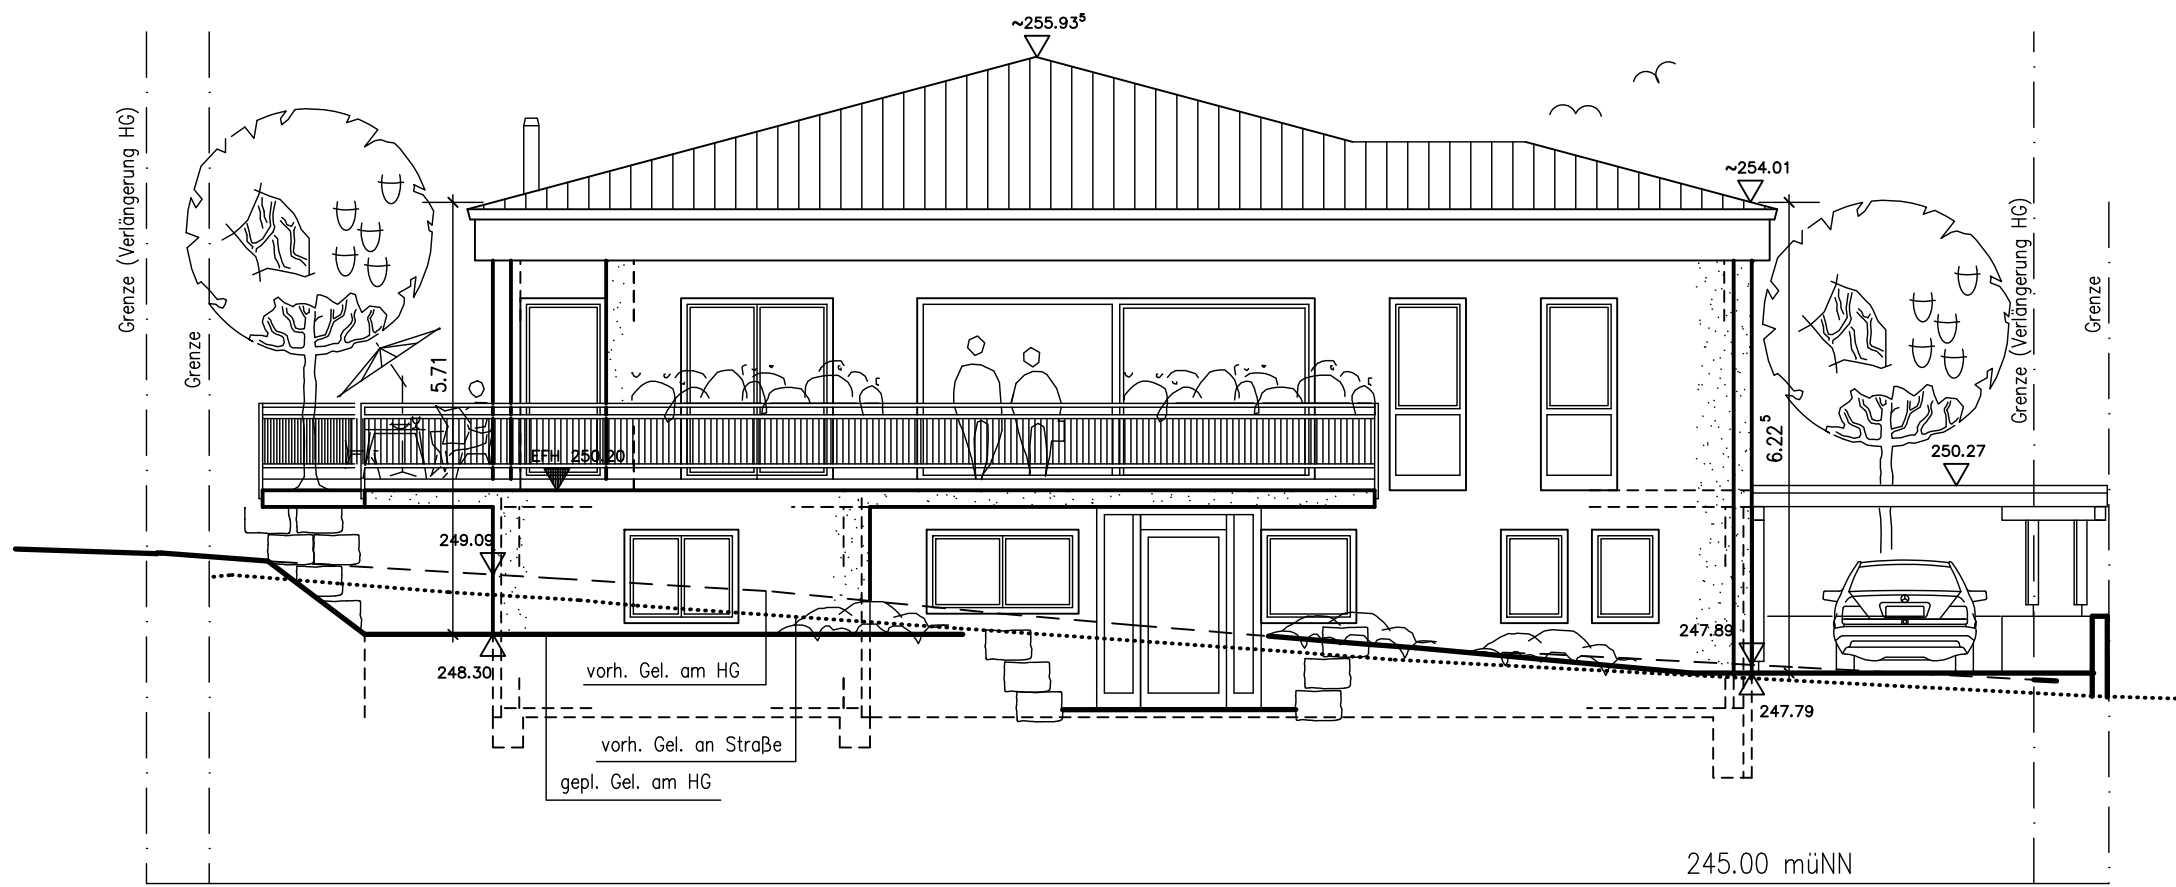 ~255.93⁵
~254.01
Grenze (Verlängerung HG)
Grenze
5.71
EFH 250.20
6.22⁵
Grenze (Verlängerung HG)
Grenze
250.27
249.09
248.30
247.89
247.79
vorh. Gel. am HG
vorh. Gel. an Straße
gepl. Gel. am HG
245.00 müNN